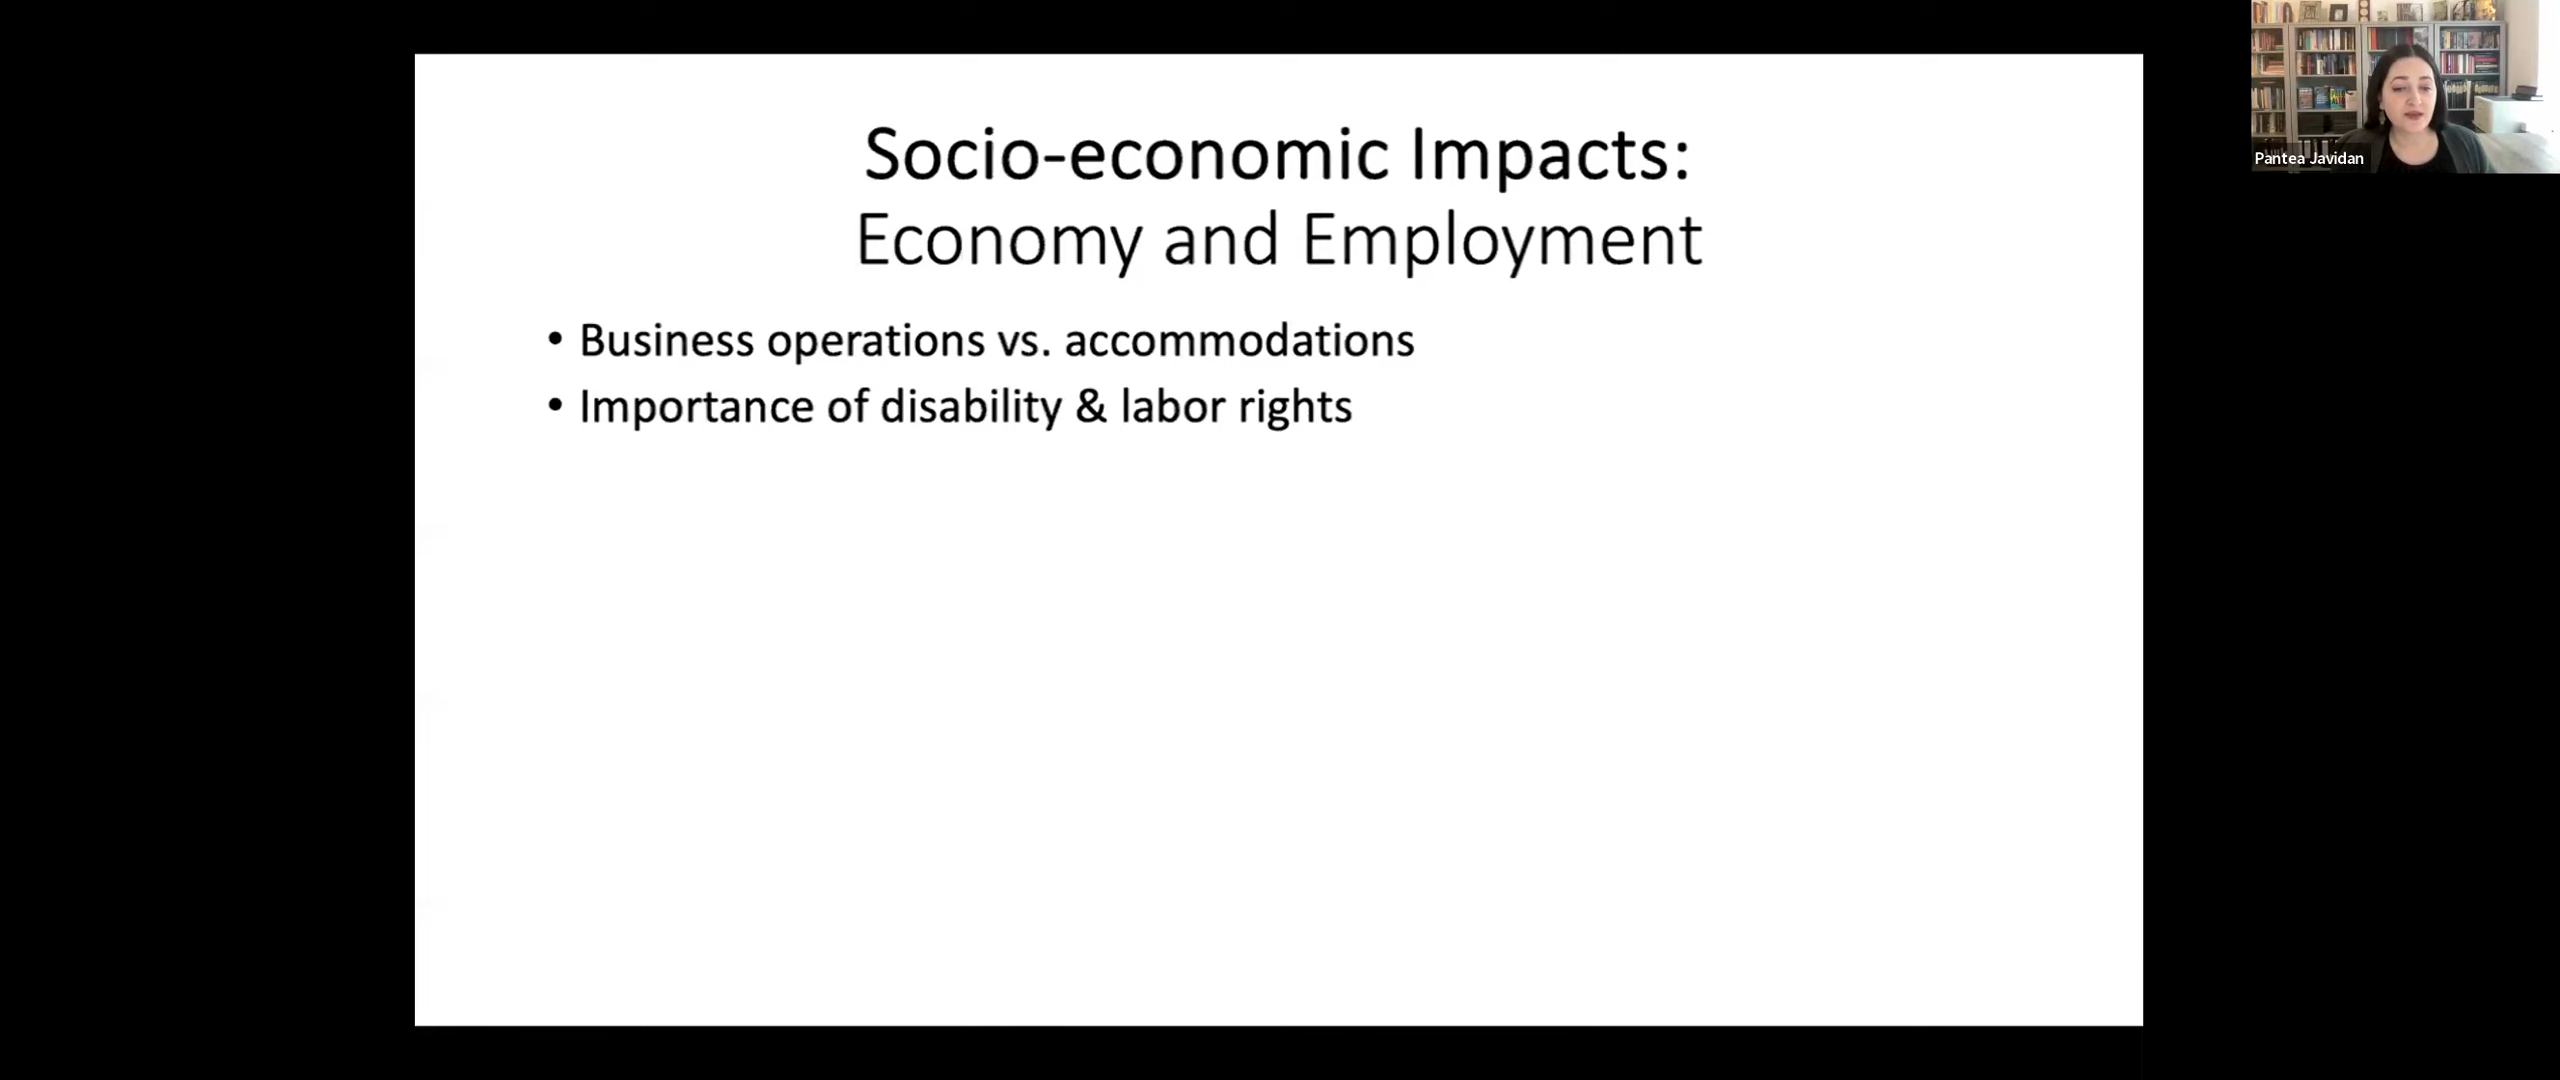 Socio-economic Impacts:
Economy and Employment
• Business operations vs. accommodations
• Importance of disability & labor rights
Pantea Javidan